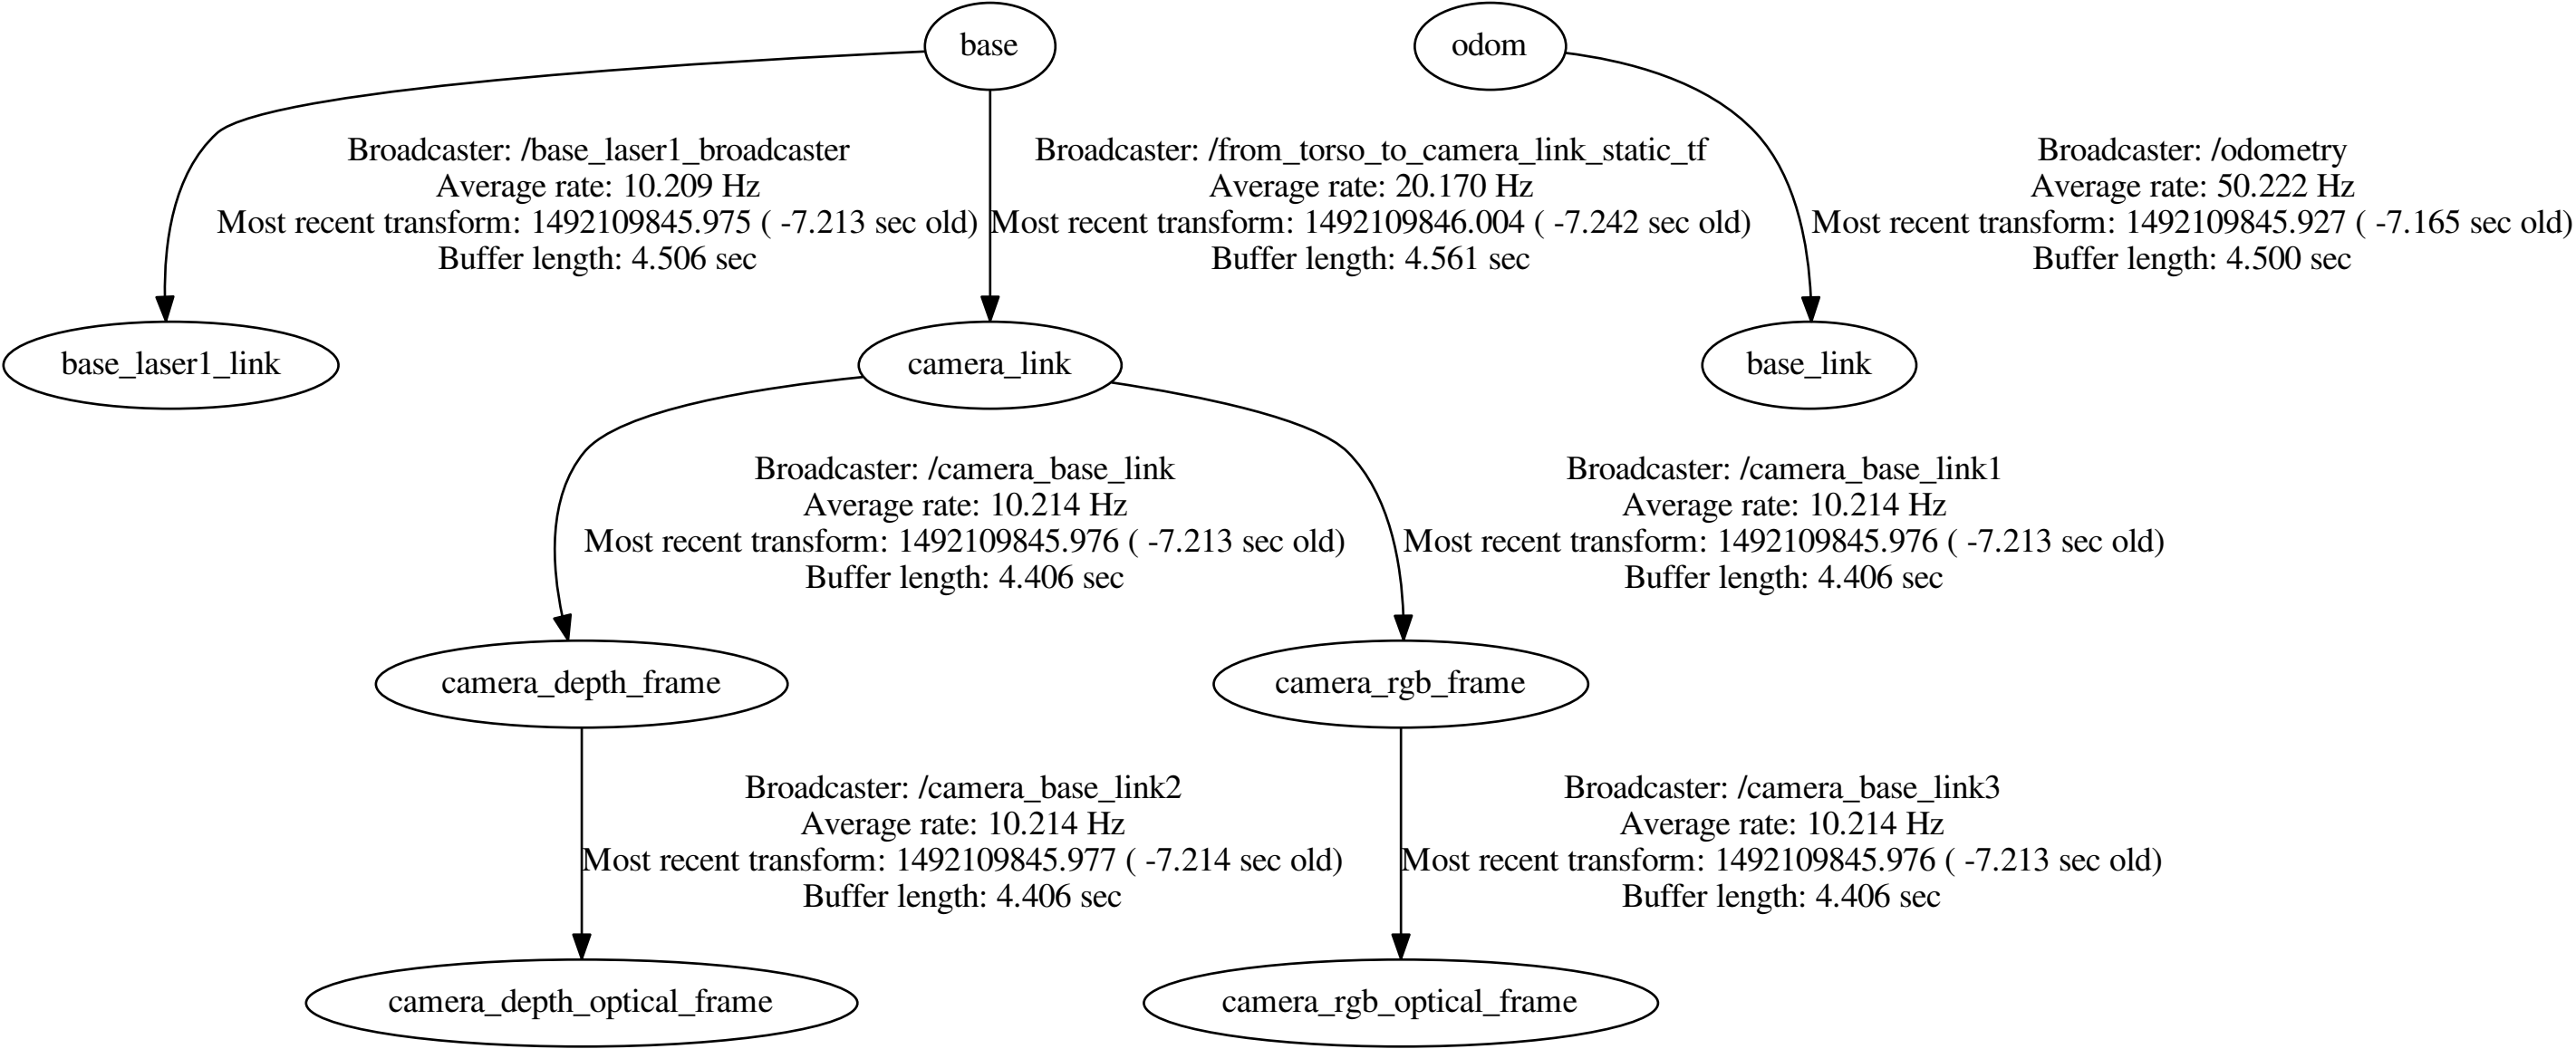 base
odom
Broadcaster: /base_laser1_broadcaster
Average rate: 10.209 Hz
Most recent transform: 1492109845.975 ( -7.213 sec old)
Buffer length: 4.506 sec
Broadcaster: /from_torso_to_camera_link_static_tf
Average rate: 20.170 Hz
Most recent transform: 1492109846.004 ( -7.242 sec old)
Buffer length: 4.561 sec
Broadcaster: /odometry
Average rate: 50.222 Hz
Most recent transform: 1492109845.927 ( -7.165 sec old)
Buffer length: 4.500 sec
base_laser1_link
camera_link
base_link
Broadcaster: /camera_base_link
Average rate: 10.214 Hz
Most recent transform: 1492109845.976 ( -7.213 sec old)
Buffer length: 4.406 sec
Broadcaster: /camera_base_link1
Average rate: 10.214 Hz
Most recent transform: 1492109845.976 ( -7.213 sec old)
Buffer length: 4.406 sec
camera_depth_frame
camera_rgb_frame
Broadcaster: /camera_base_link2
Average rate: 10.214 Hz
Most recent transform: 1492109845.977 ( -7.214 sec old)
Buffer length: 4.406 sec
Broadcaster: /camera_base_link3
Average rate: 10.214 Hz
Most recent transform: 1492109845.976 ( -7.213 sec old)
Buffer length: 4.406 sec
camera_depth_optical_frame
camera_rgb_optical_frame